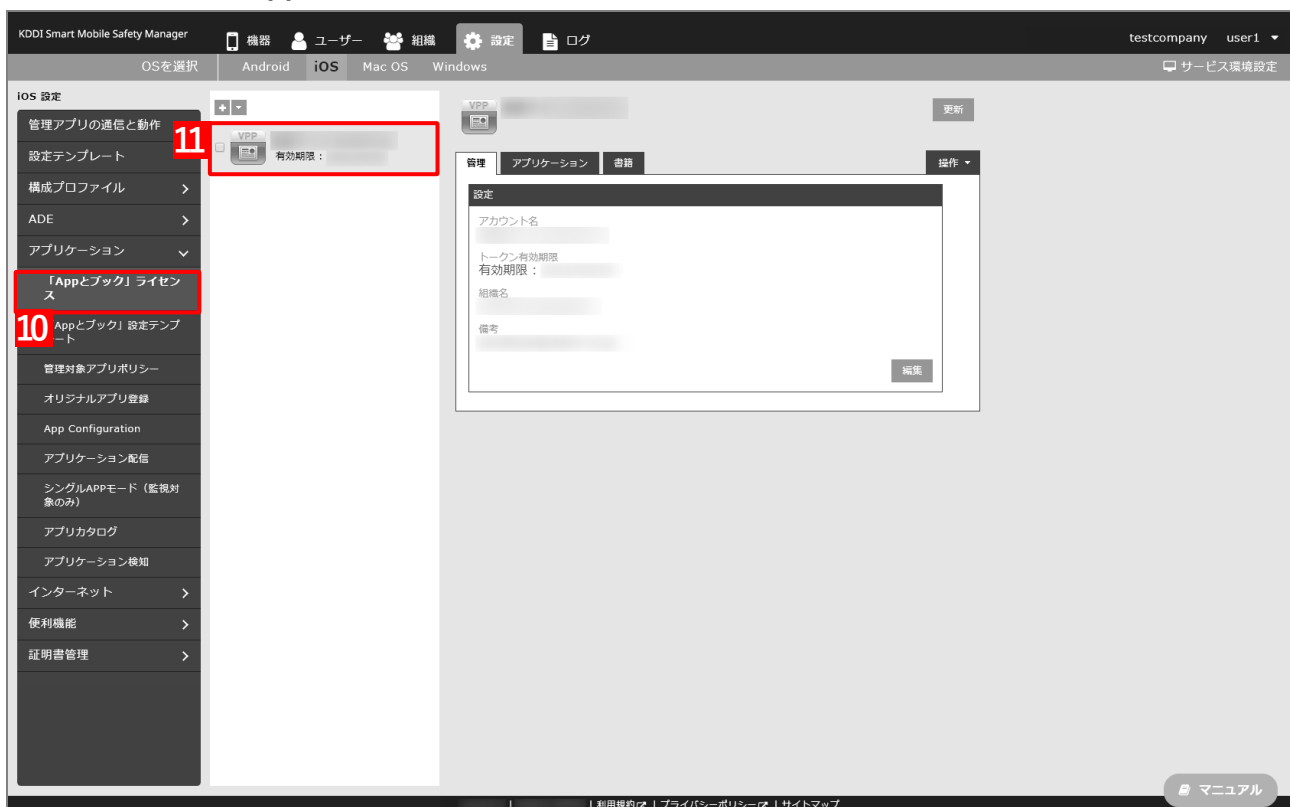 KDDI Smart Mobile Safety Manager
機器 ユーザー 組織 設定 ログ
testcompany user1
OSを選択 Android iOS Mac OS Windows
サービス環境設定
iOS 設定
管理アプリの通信と動作
設定テンプレート
構成プロファイル
ADE
アプリケーション
「Appとブック」ライセン
ス
10
Appとブック」設定テンプ
ート
管理対象アプリポリシー
オリジナルアプリ登録
App Configuration
アプリケーション配信
シングルAPPモード（監視対
象のみ）
アプリカタログ
アプリケーション検知
インターネット
便利機能
証明書管理
11
VPP
有効期限：
VPP
更新
管理 アプリケーション 書籍
操作
設定
アカウント名
トークン有効期限
有効期限：
組織名
備考
編集
マニュアル
| | 利用規約 | プライバシーポリシー | サイトマップ